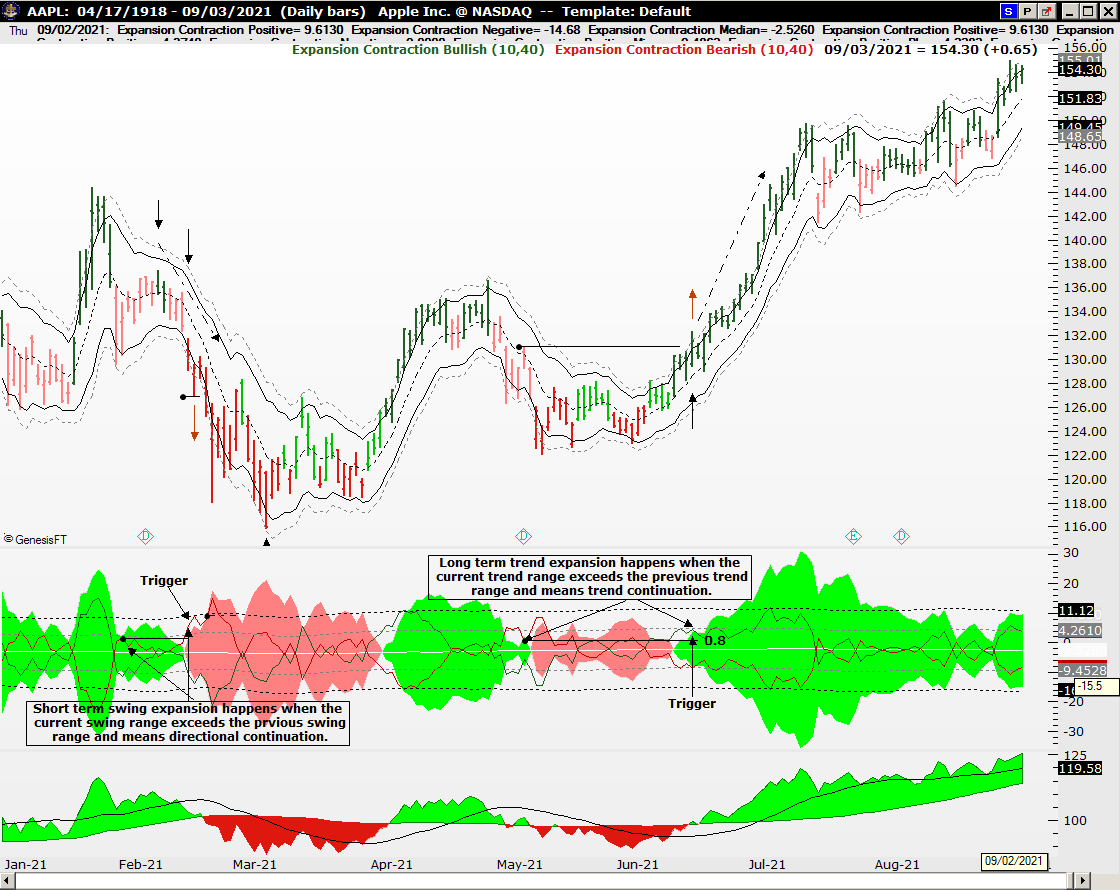 AAPL: 04/17/1918 - 09/03/2021 (Daily bars) Apple Inc. @ NASDAQ -- Template: Default
S P
Thu 09/02/2021: Expansion Contraction Positive= 9.6130 Expansion Contraction Negative= -14.68 Expansion Contraction Median= -2.5260 Expansion Contraction Positive= 9.6130 Expansion
Expansion Contraction Bullish (10,40) Expansion Contraction Bearish (10,40) 09/03/2021 = 154.30 (+0.65)
156.00
155.01
154.30
151.83
150.00
149.45
148.65
148.00
146.00
144.00
142.00
140.00
138.00
136.00
134.00
132.00
130.00
128.00
126.00
124.00
122.00
120.00
118.00
116.00
D D E D
© GenesisFT
Long term trend expansion happens when the
current trend range exceeds the previous trend
range and means trend continuation.
Trigger
30
20
11.12
4.2610
0.8
-9.4528
-15.5
-20
-30
Trigger
Short term swing expansion happens when the
current swing range exceeds the prvious swing
range and means directional continuation.
125
119.58
100
Jan-21 Feb-21 Mar-21 Apr-21 May-21 Jun-21 Jul-21 Aug-21 09/02/2021